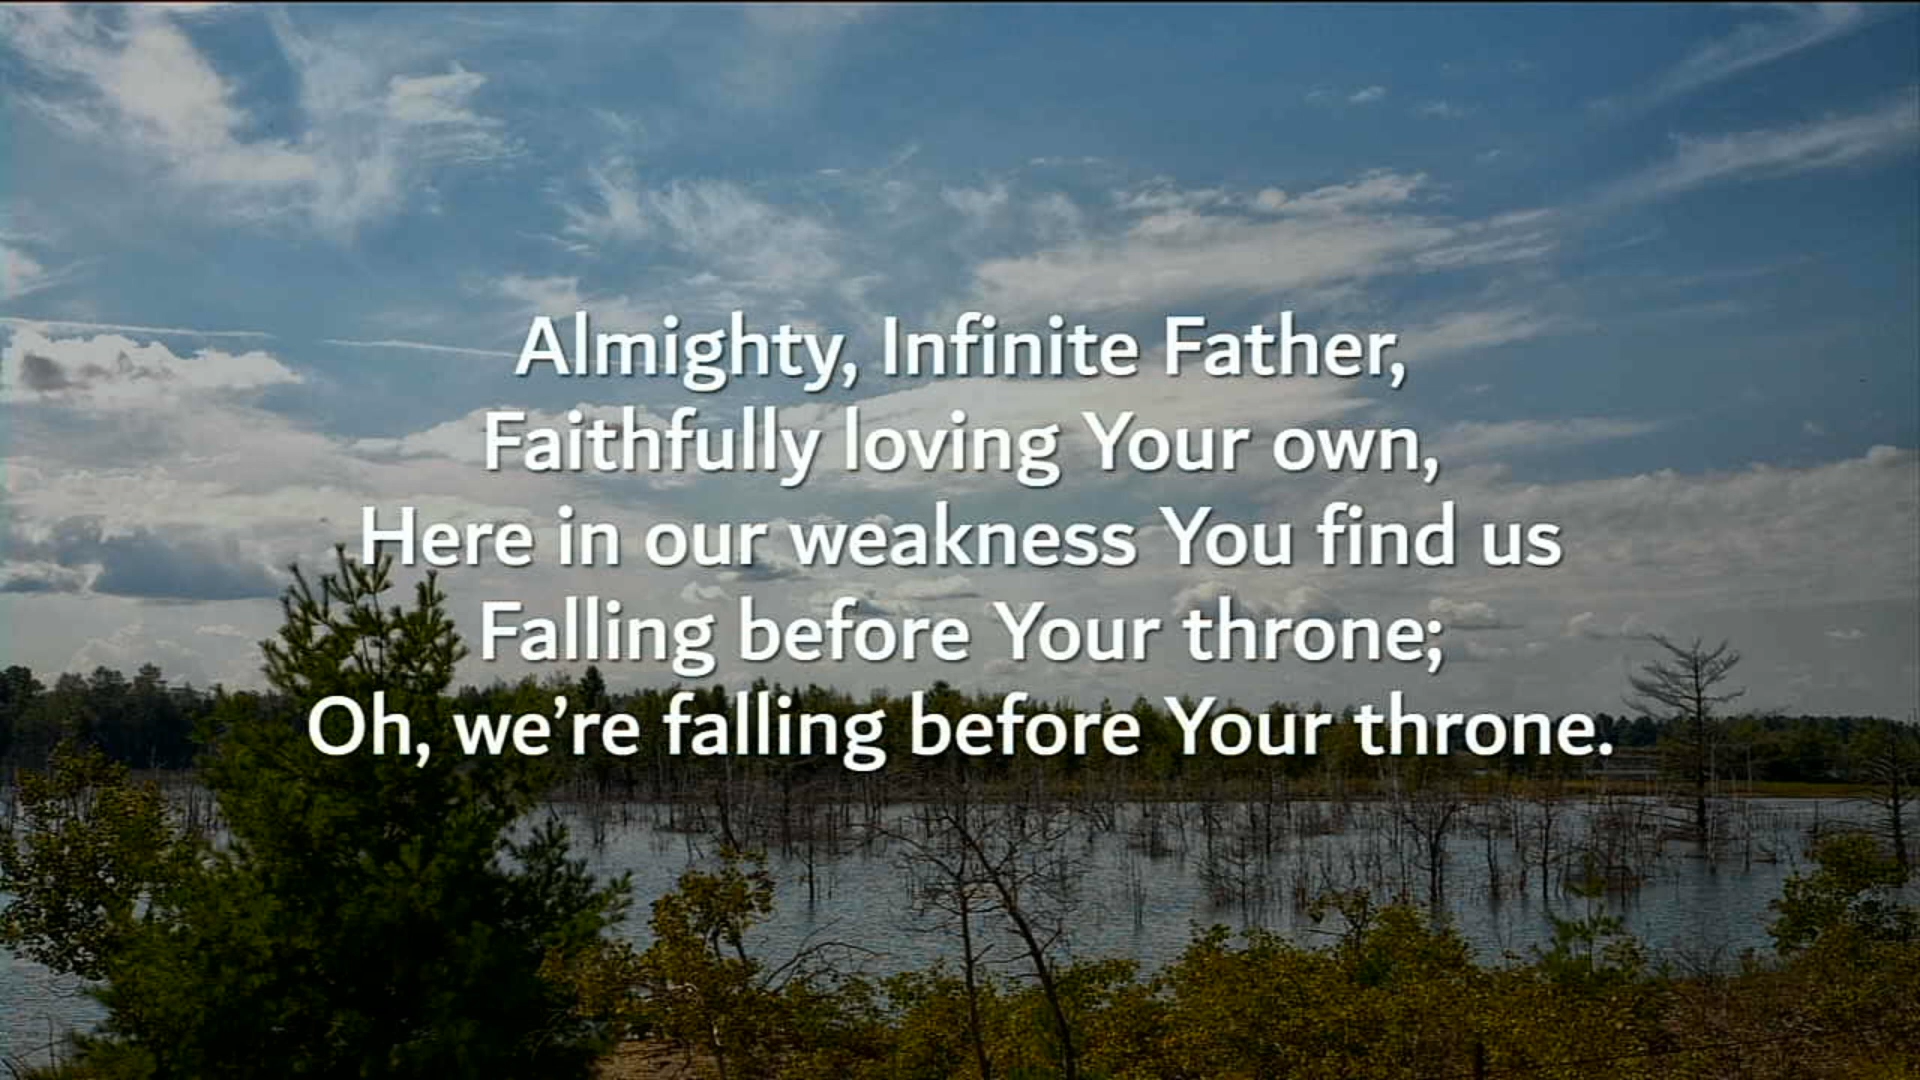 Almighty, Infinite Father,
Faithfully loving Your own,
Here in our weakness You find us
Falling before Your throne;
Oh, we’re falling before Your throne.